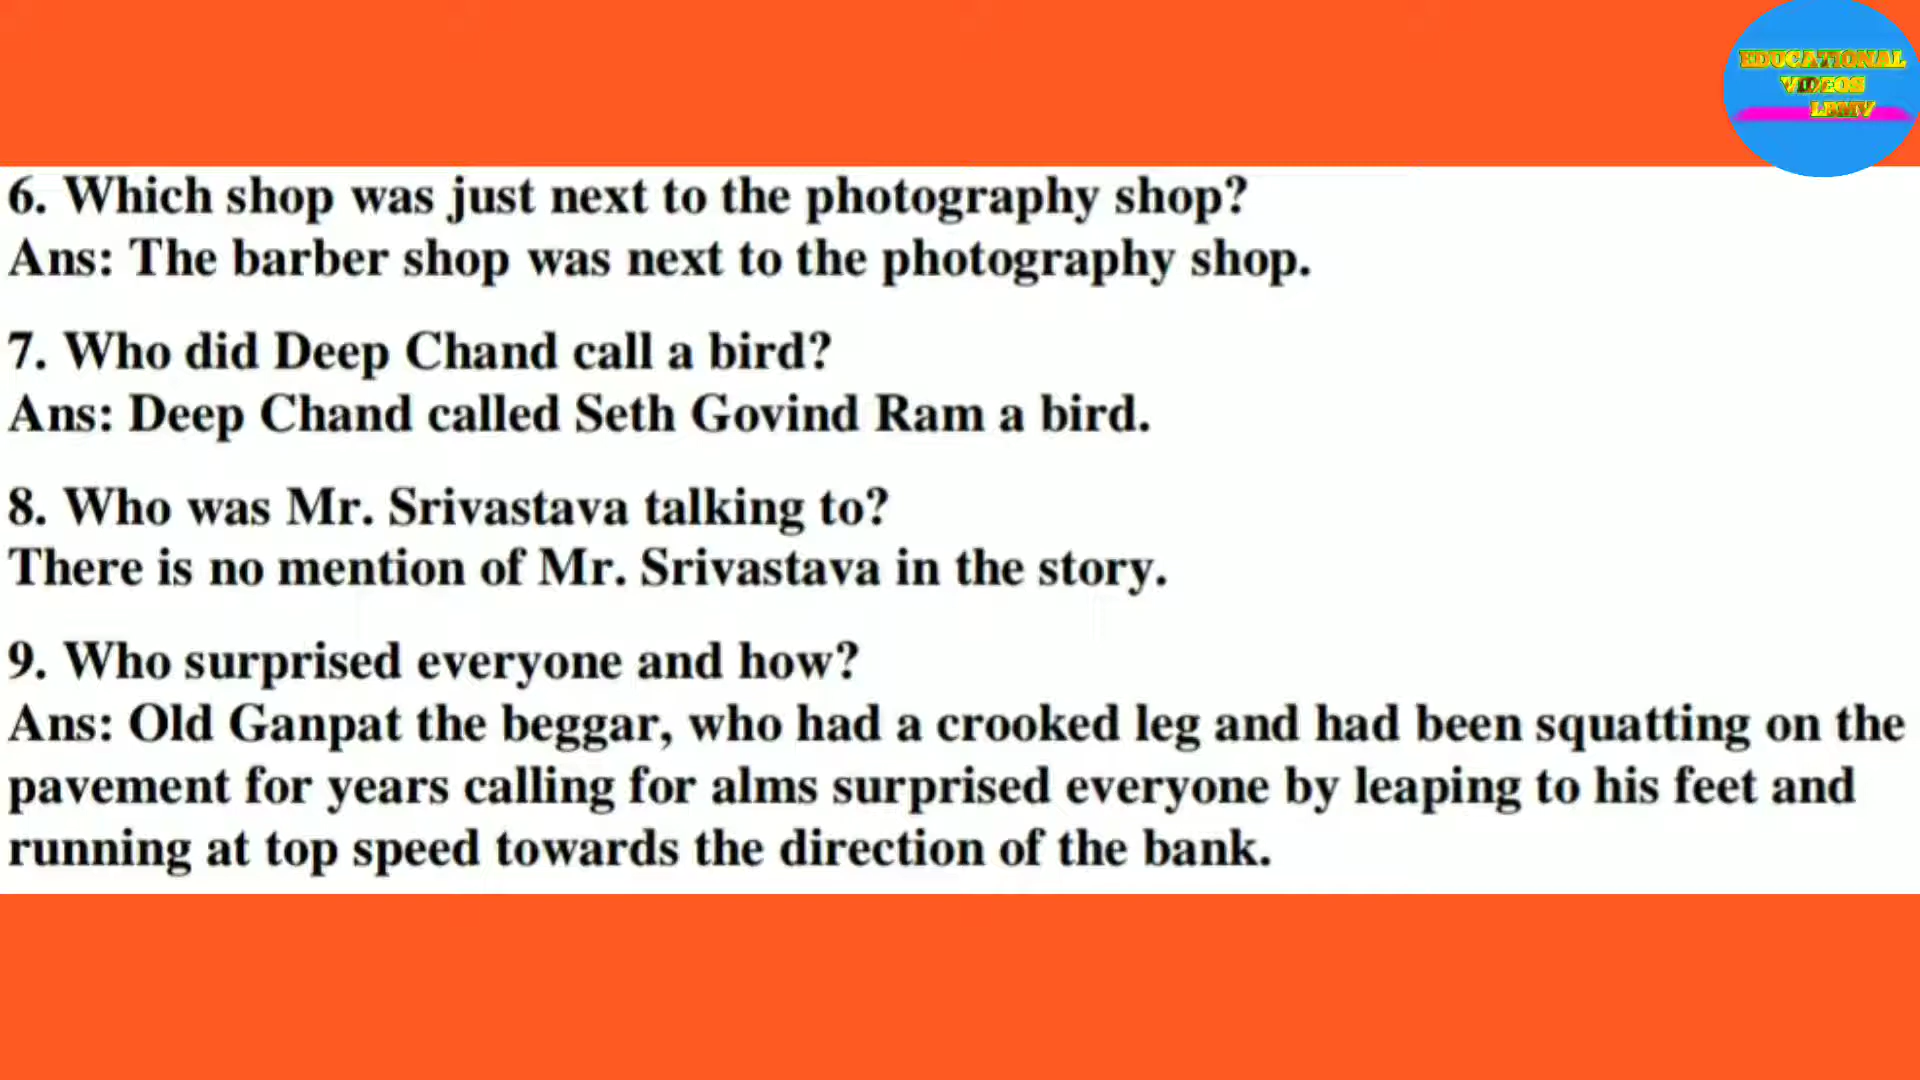 EDUCATIONAL
VIDEOS
6. Which shop was just next to the photography shop?
Ans: The barber shop was next to the photography shop.
7. Who did Deep Chand call a bird?
Ans: Deep Chand called Seth Govind Ram a bird.
8. Who was Mr. Srivastava talking to?
There is no mention of Mr. Srivastava in the story.
9. Who surprised everyone and how?
Ans: Old Ganpat the beggar, who had a crooked leg and had been squatting on the
pavement for years calling for alms surprised everyone by leaping to his feet and
running at top speed towards the direction of the bank.